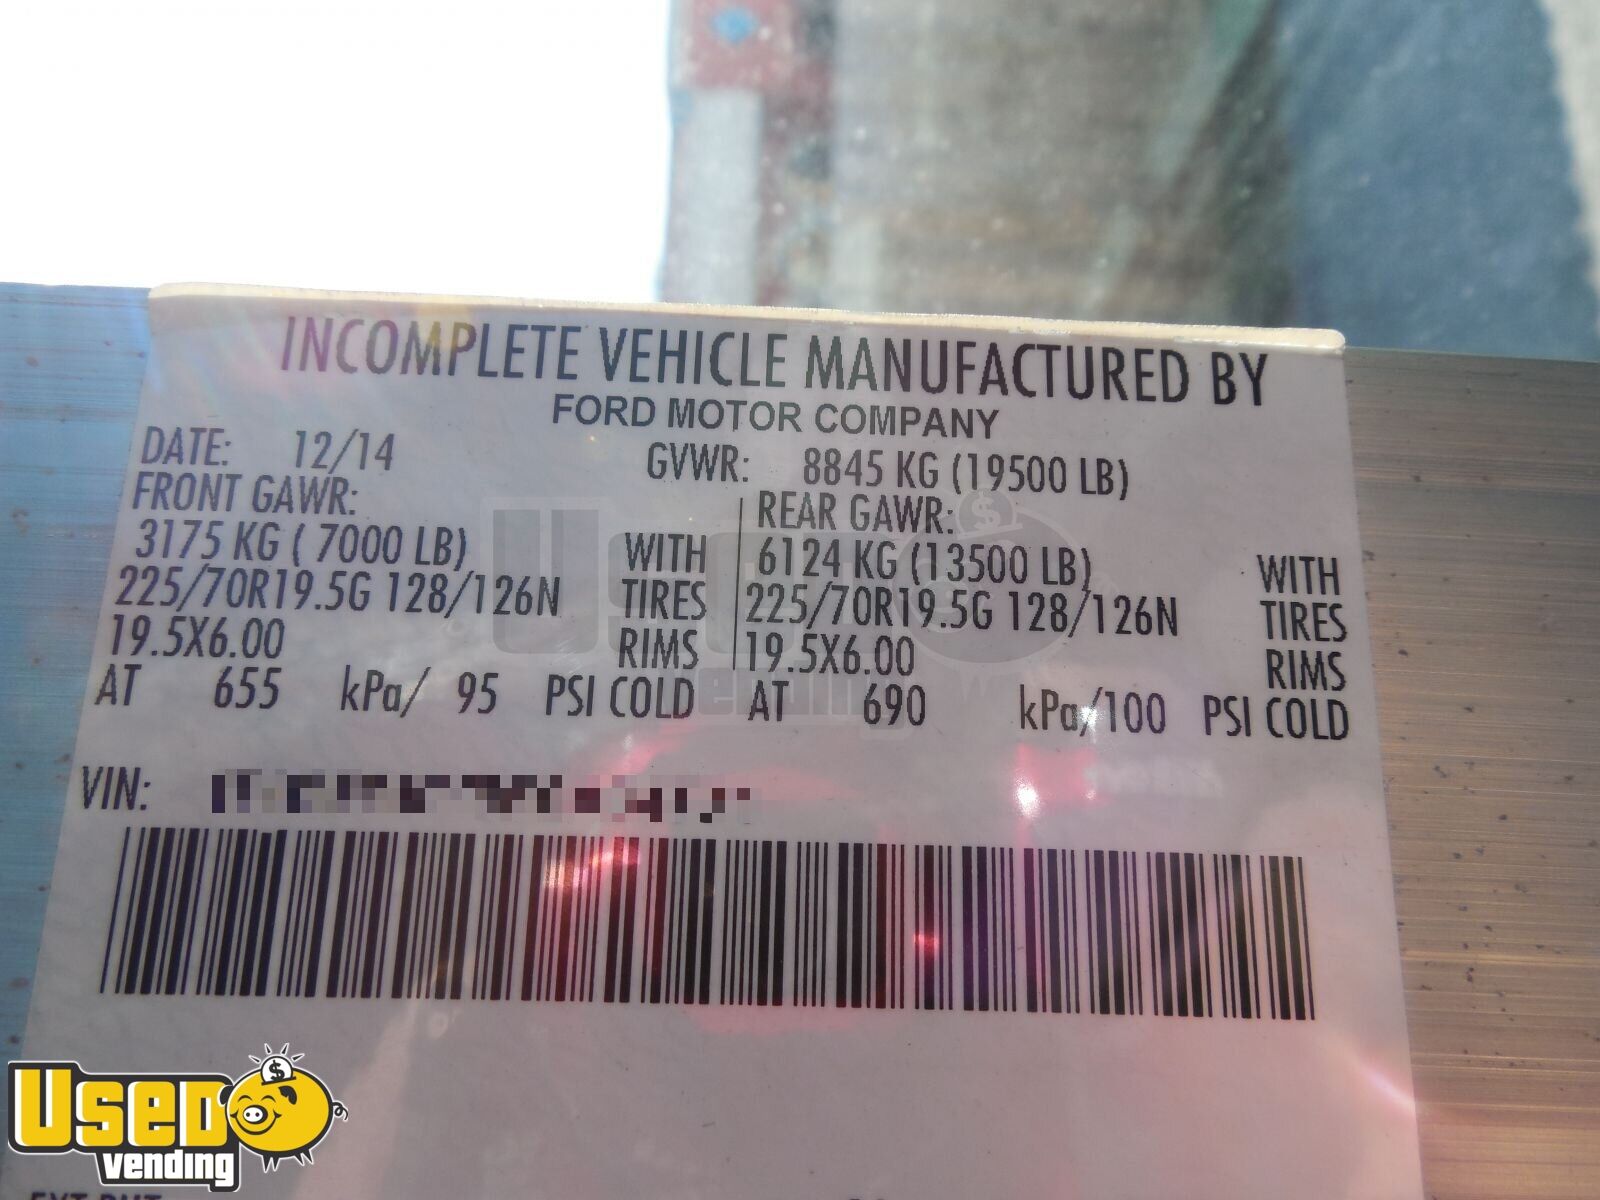 INCOMPLETE VEHICLE MANUFACTURED BY
FORD MOTOR COMPANY
DATE: 12/14 GVWR: 8845 KG (19500 LB)
FRONT GAWR: REAR GAWR:
3175 KG ( 7000 LB) WITH 6124 KG (13500 LB) WITH
225/70R19.5G 128/126N TIRES 225/70R19.5G 128/126N TIRES
19.5X6.00 RIMS 19.5X6.00 RIMS
AT 655 kPa/ 95 PSI COLD AT 690 kPa/100 PSI COLD
VIN:
USED
vending